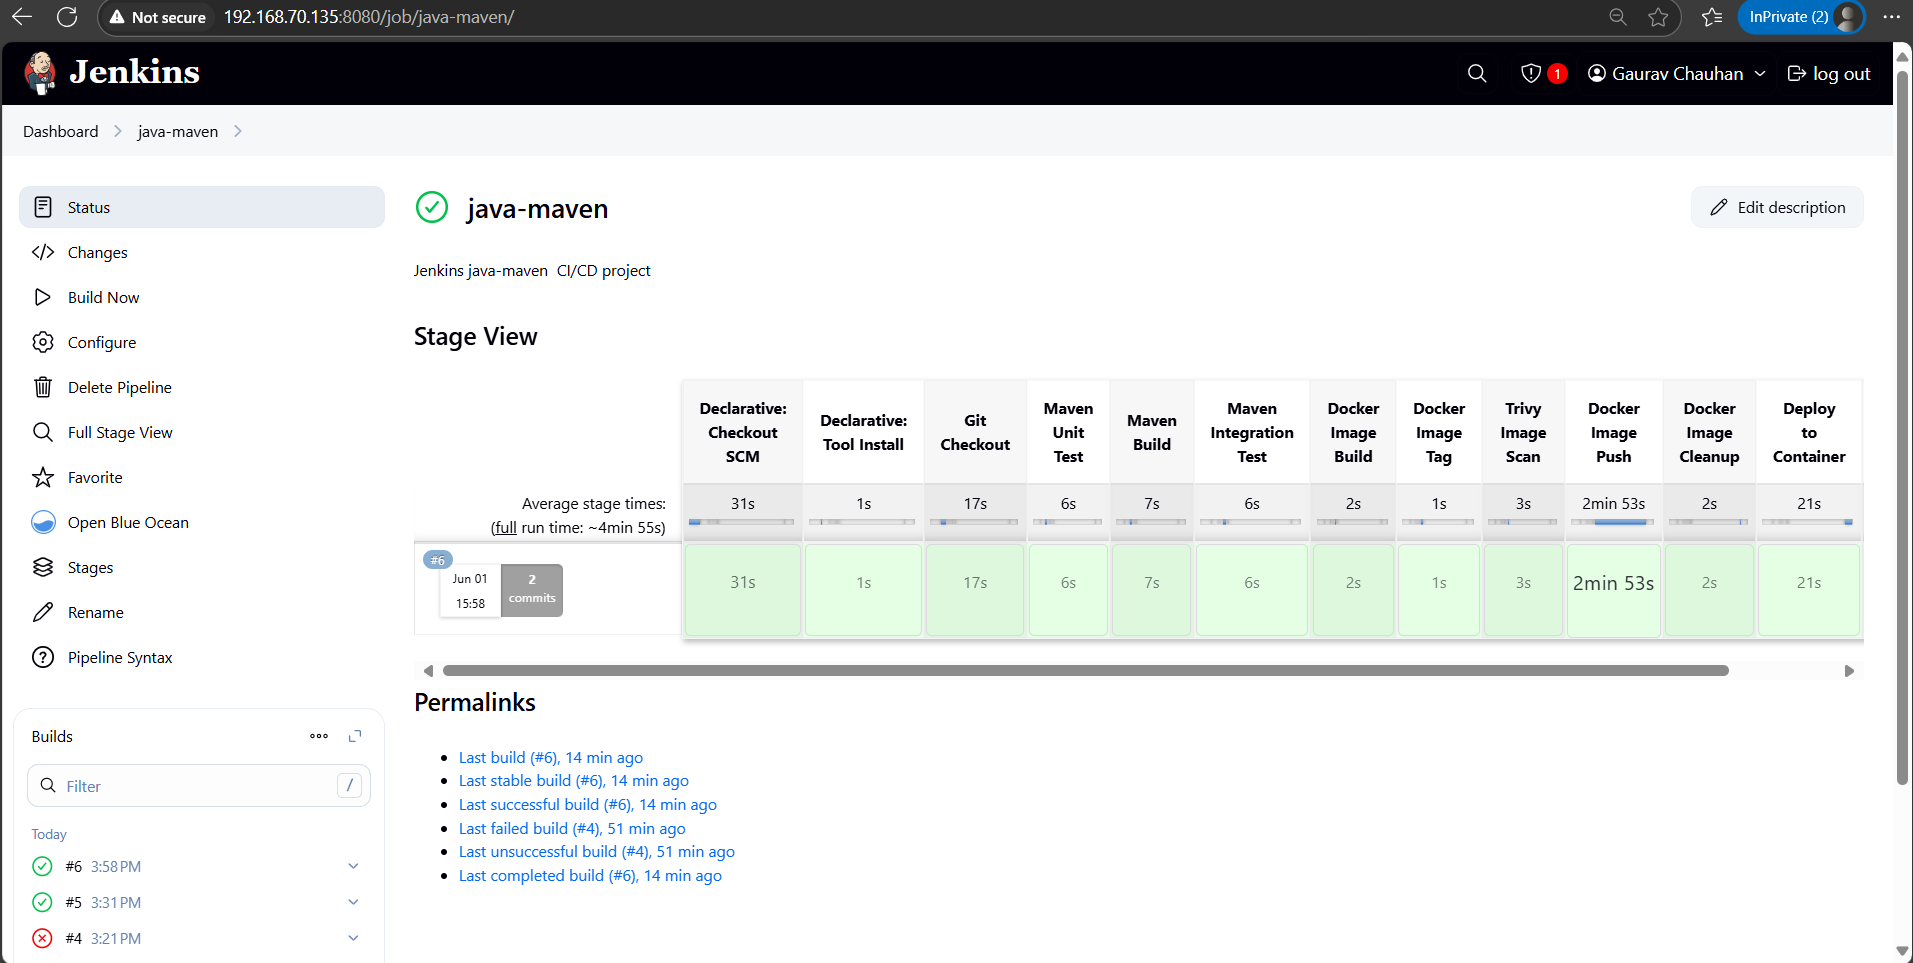 Not secure
192.168.70.135:8080/job/java-maven/
InPrivate (2)
Jenkins
1
Gaurav Chauhan
log out
Dashboard
java-maven
Status
Changes
Build Now
Configure
Delete Pipeline
Full Stage View
Favorite
Open Blue Ocean
Stages
Rename
Pipeline Syntax
Builds
Filter
/
Today
#6 3:58 PM
#5 3:31 PM
#4 3:21 PM
java-maven
Edit description
Jenkins java-maven CI/CD project
Stage View
Declarative:
Checkout
SCM
Declarative:
Tool Install
Git
Checkout
Maven
Unit
Test
Maven
Build
Maven
Integration
Test
Docker
Image
Build
Docker
Image
Tag
Trivy
Image
Scan
Docker
Image
Push
Docker
Image
Cleanup
Deploy
to
Container
Average stage times:
(full run time: ~4min 55s)
31s
1s
17s
6s
7s
6s
2s
1s
3s
2min 53s
2s
21s
#6
Jun 01
15:58
2
commits
31s
1s
17s
6s
7s
6s
2s
1s
3s
2min 53s
2s
21s
Permalinks
Last build (#6), 14 min ago
Last stable build (#6), 14 min ago
Last successful build (#6), 14 min ago
Last failed build (#4), 51 min ago
Last unsuccessful build (#4), 51 min ago
Last completed build (#6), 14 min ago